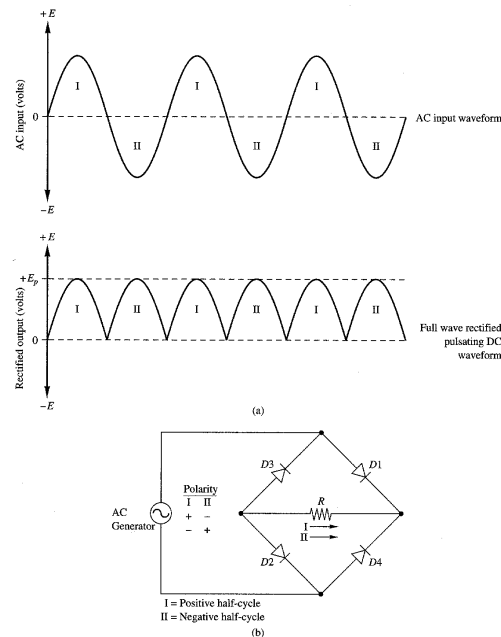 +E
AC input (volts)
I
I
I
0
AC input waveform
II
II
II
−E
+E
+Ep
Rectified output (volts)
I
II
I
II
I
II
0
Full wave rectified
pulsating DC
waveform
−E
(a)
D3
D1
Polarity
I II
+ −
− +
AC
Generator
R
I
II
D2
D4
I = Positive half-cycle
II = Negative half-cycle
(b)